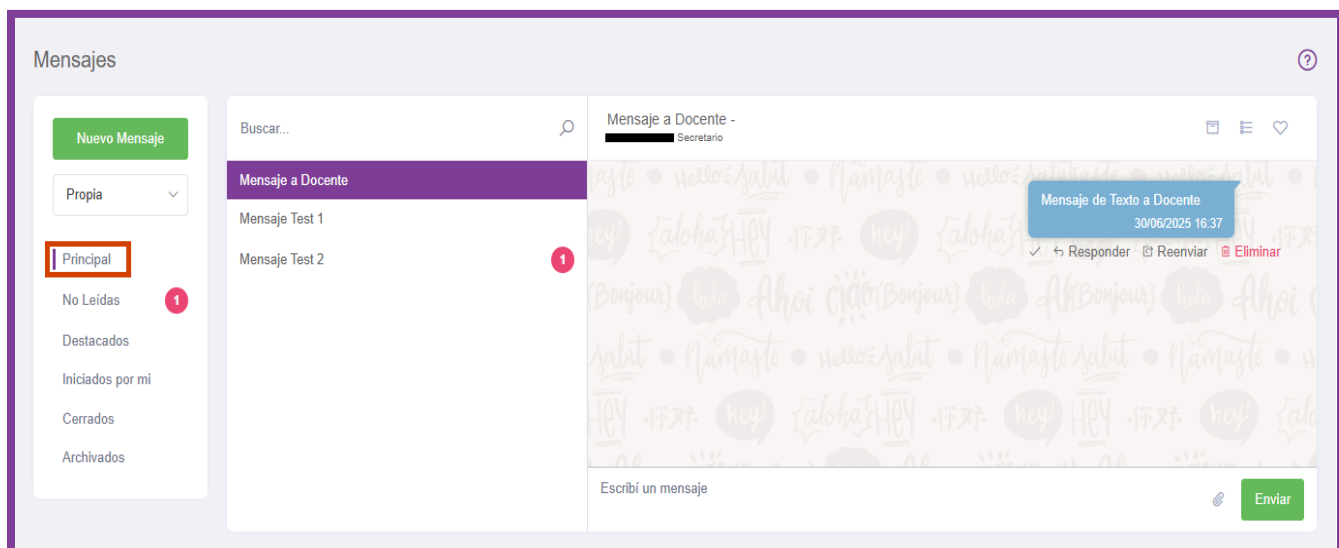 Mensajes
Nuevo Mensaje
Propia
Principal
No Leídas 1
Destacados
Iniciados por mi
Cerrados
Archivados
Buscar...
Mensaje a Docente
Mensaje Test 1
Mensaje Test 2 1
Mensaje a Docente -
Secretario
Mensaje de Texto a Docente
30/06/2025 16:37
Responder Reenviar Eliminar
Escribí un mensaje
Enviar